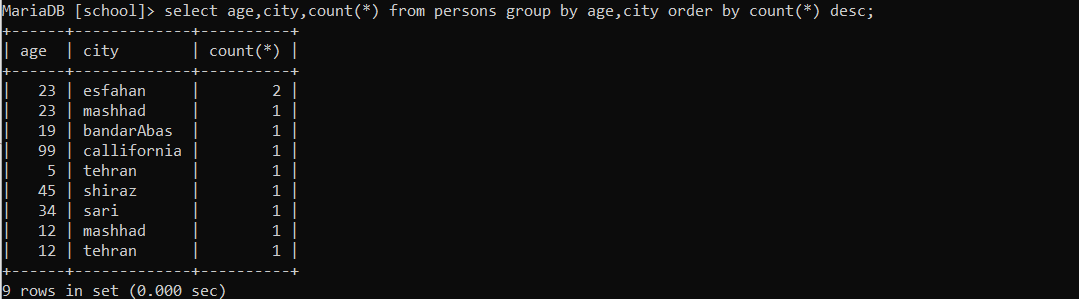 MariaDB [school]> select age,city,count(*) from persons group by age,city order by count(*) desc;
+------+-------------+----------+
| age  | city        | count(*) |
+------+-------------+----------+
|   23 | esfahan     |        2 |
|   23 | mashhad     |        1 |
|   19 | bandarAbas  |        1 |
|   99 | callifornia |        1 |
|    5 | tehran      |        1 |
|   45 | shiraz      |        1 |
|   34 | sari        |        1 |
|   12 | mashhad     |        1 |
|   12 | tehran      |        1 |
+------+-------------+----------+
9 rows in set (0.000 sec)